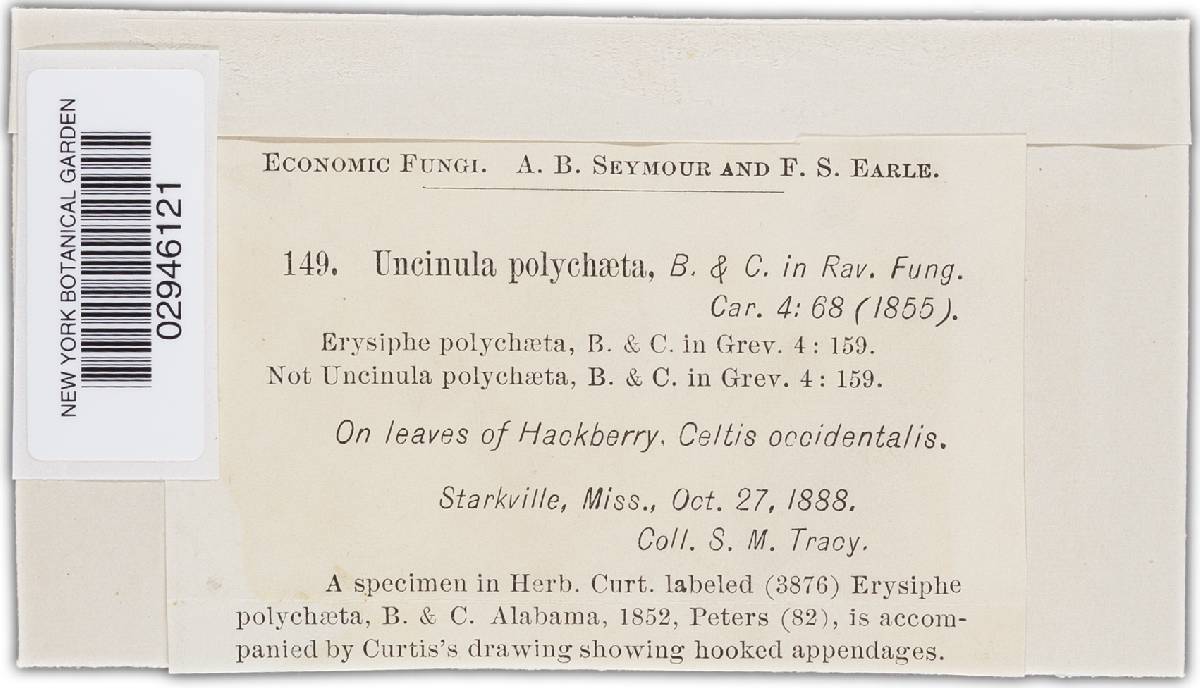 NEW YORK BOTANICAL GARDEN
02946121
ECONOMIC FUNGI. A. B. SEYMOUR AND F. S. EARLE.
149. Uncinula polychæta, B. & C. in Rav. Fung.
Car. 4: 68 (1855).
Erysiphe polychæta, B. & C. in Grev. 4: 159.
Not Uncinula polychæta, B. & C. in Grev. 4: 159.
On leaves of Hackberry. Celtis occidentalis.
Starkville, Miss., Oct. 27, 1888.
Coll. S. M. Tracy.
A specimen in Herb. Curt. labeled (3876) Erysiphe
polychæta, B. & C. Alabama, 1852, Peters (82), is accom-
panied by Curtis's drawing showing hooked appendages.